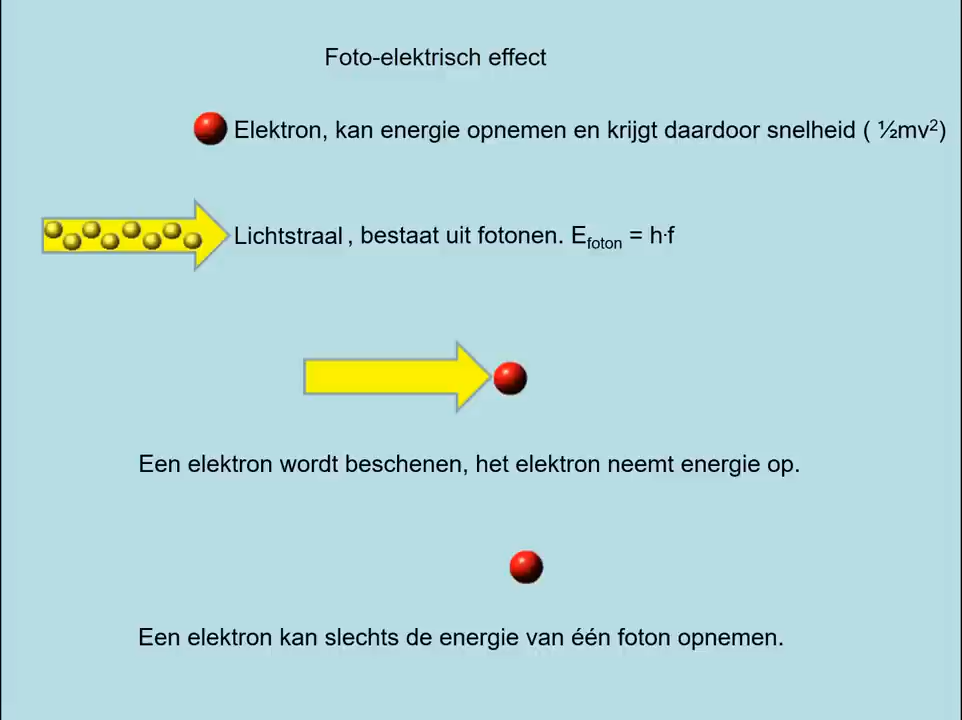 Foto-elektrisch effect
Elektron, kan energie opnemen en krijgt daardoor snelheid ( ½mv²)
Lichtstraal , bestaat uit fotonen. E_foton = h·f
Een elektron wordt beschenen, het elektron neemt energie op.
Een elektron kan slechts de energie van één foton opnemen.